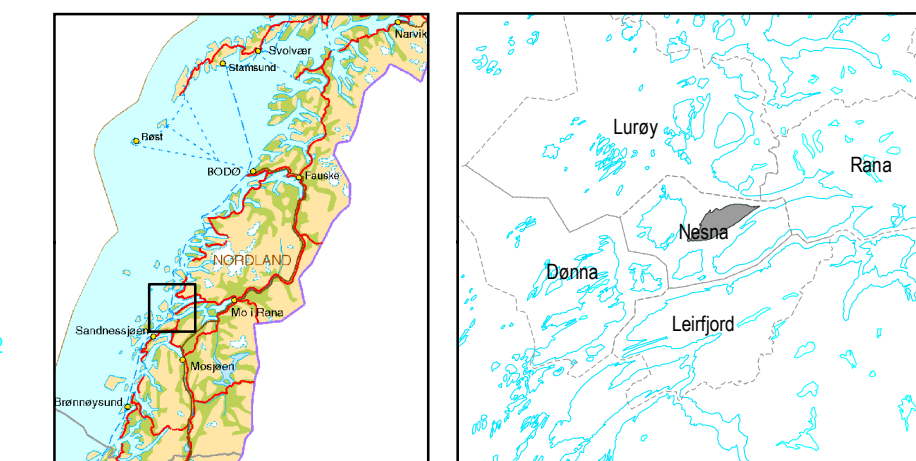 Narvik
Svolvær
Stamsund
Røst
BODØ
Fauske
NORDLAND
Mo i Rana
Sandnessjøen
Mosjøen
Brønnøysund
Lurøy
Rana
Nesna
Dønna
Leirfjord